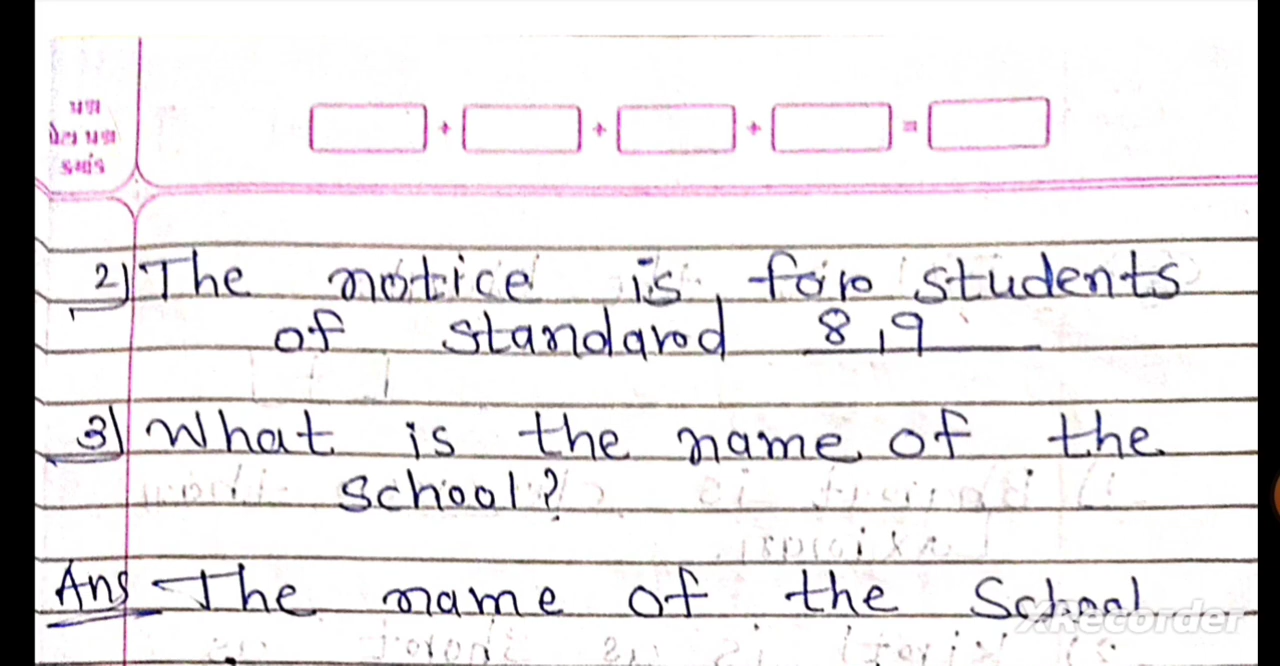 + + + =
2) The notice is for students
of standard 8,9
3) What is the name of the
school?
Ans The name of the School
XRecorder